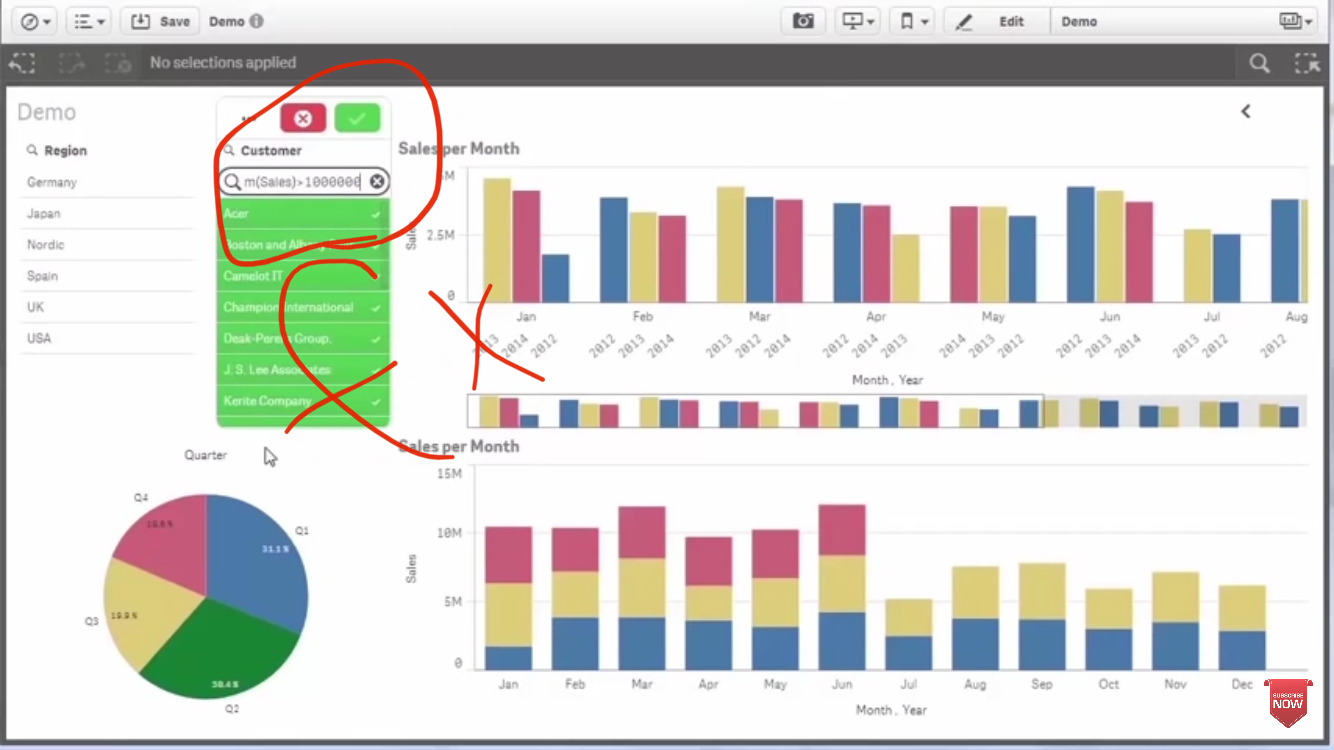 Save Demo Edit Demo
No selections applied
Demo
Region
Germany
Japan
Nordic
Spain
UK
USA
Customer
m(Sales)>1000000
Acer
Boston and Albany
Camelot IT
Champion International
Deak-Perera Group.
J. S. Lee Associates
Kerite Company
Sales per Month
Sales
5M
2.5M
0
Jan Feb Mar Apr May Jun Jul Aug
2013 2014 2012 2012 2013 2014 2013 2012 2014 2012 2014 2013 2014 2013 2012 2012 2013 2014 2013 2012 2012
Month, Year
Quarter
Q4
18.6 %
Q1
31.1 %
Q3
19.9 %
30.4 %
Q2
Sales per Month
Sales
15M
10M
5M
0
Jan Feb Mar Apr May Jun Jul Aug Sep Oct Nov Dec
Month, Year
SUBSCRIBE
NOW